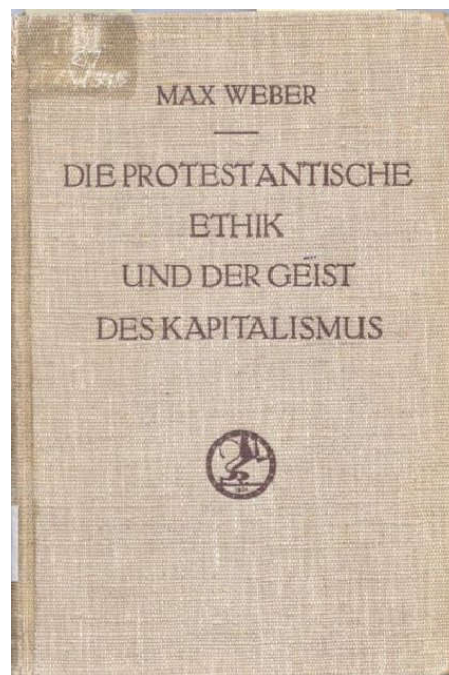 MAX WEBER
DIE PROTESTANTISCHE
ETHIK
UND DER GEIST
DES KAPITALISMUS